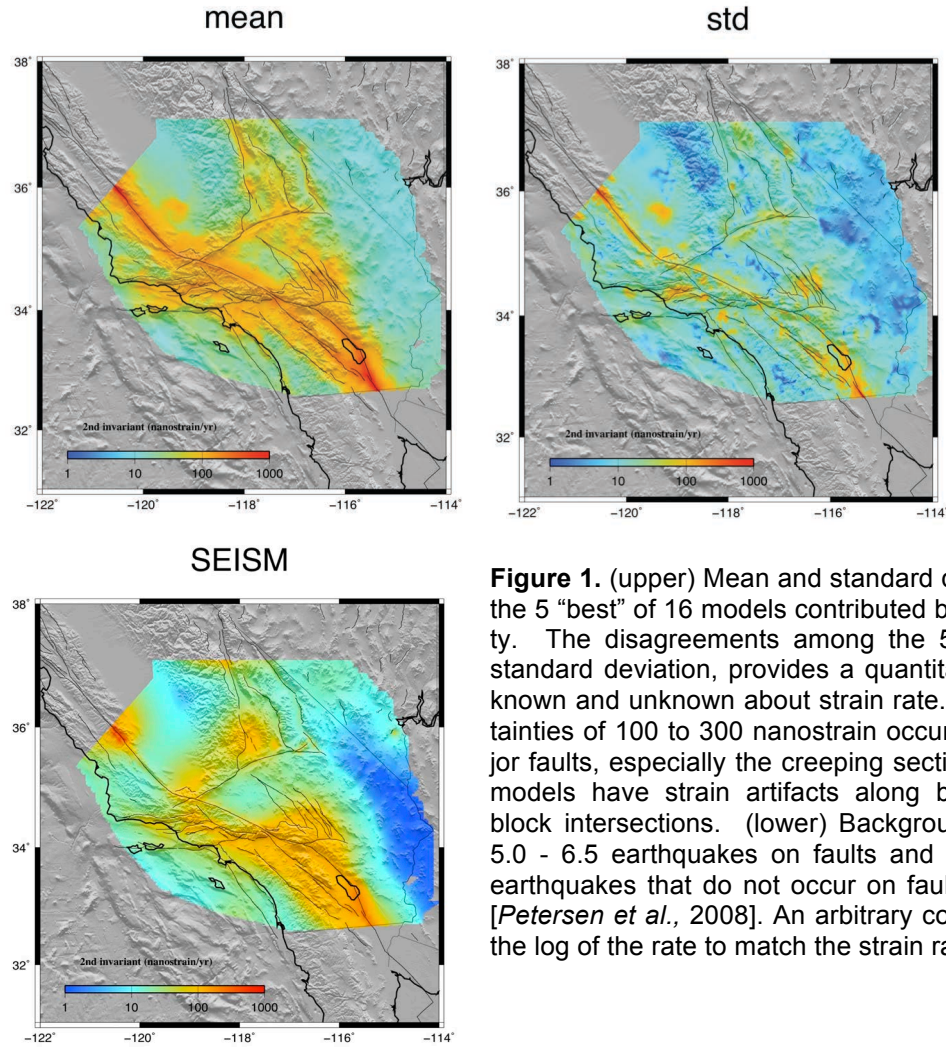 mean
std
38°
36°
34°
32°
2nd invariant (nanostrain/yr)
1 10 100 1000
−122° −120° −118° −116° −114°
38°
36°
34°
32°
2nd invariant (nanostrain/yr)
1 10 100 1000
−122° −120° −118° −116° −114°
SEISM
38°
36°
34°
32°
2nd invariant (nanostrain/yr)
1 10 100 1000
−122° −120° −118° −116° −114°
Figure 1. (upper) Mean and standard
the 5 “best” of 16 models contributed
ty. The disagreements among the 5
standard deviation, provides a
known and unknown about strain rate.
tainties of 100 to 300 nanostrain occur
jor faults, especially the creeping
models have strain artifacts along
block intersections. (lower)
5.0 - 6.5 earthquakes on faults and
earthquakes that do not occur on
[Petersen et al., 2008]. An arbitrary
the log of the rate to match the strain